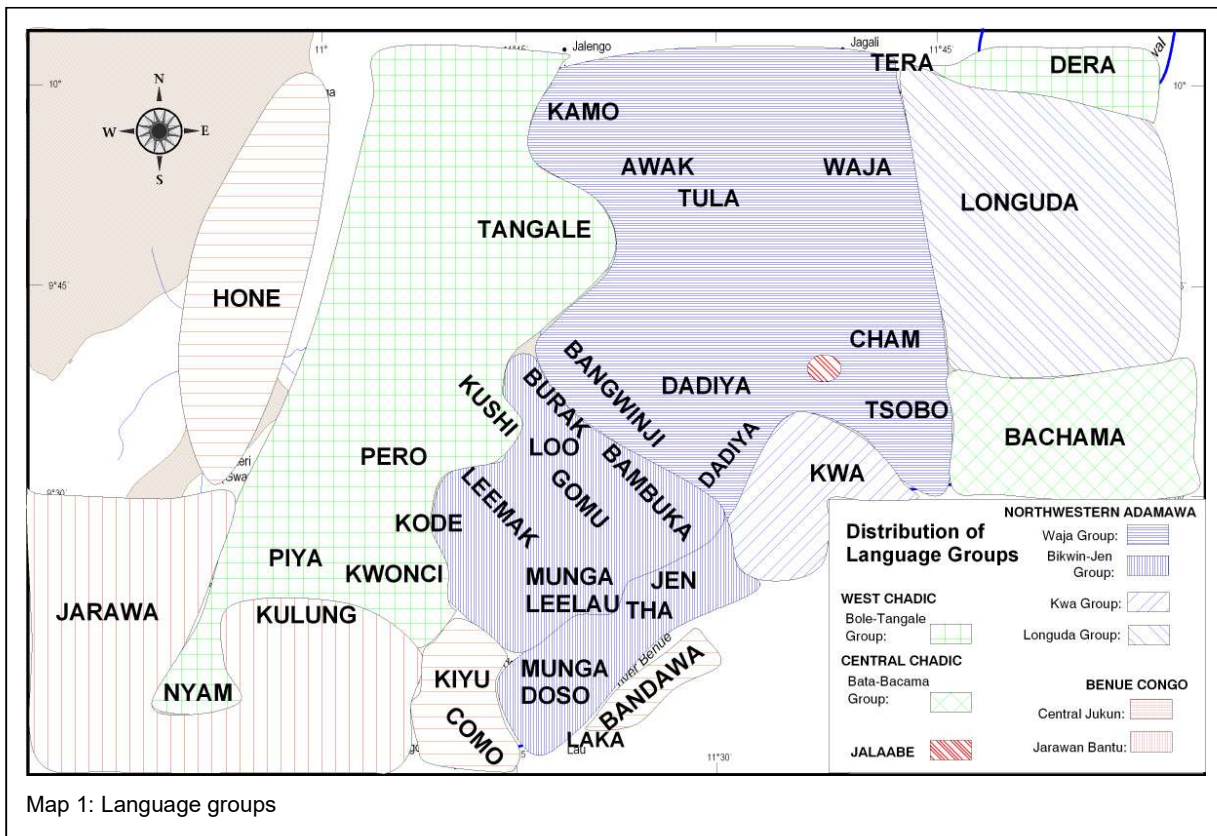 Jalengo
Jagali
11°
11°45
10°
10°
TERA
DERA
KAMO
AWAK
WAJA
TULA
LONGUDA
TANGALE
N
W
E
S
9°45'
HONE
CHAM
BANGWINJI
BURAK
KUSHI
DADIYA
TSOBO
LOO
BACHAMA
PERO
BAMBUKA
DADIYA
KWA
9°30'
LEEMAK
GOMU
KODE
PIYA
KWONCI
MUNGA
LEELAU
JEN
THA
JARAWA
KULUNG
River Benue
NYAM
KIYU
MUNGA
DOSO
BANDAWA
COMO
LAKA
Lau
11°30
Distribution of
Language Groups
WEST CHADIC
Bole-Tangale
Group:
CENTRAL CHADIC
Bata-Bacama
Group:
JALAABE
NORTHWESTERN ADAMAWA
Waja Group:
Bikwin-Jen
Group:
Kwa Group:
Longuda Group:
BENUE CONGO
Central Jukun:
Jarawan Bantu:
Map 1: Language groups